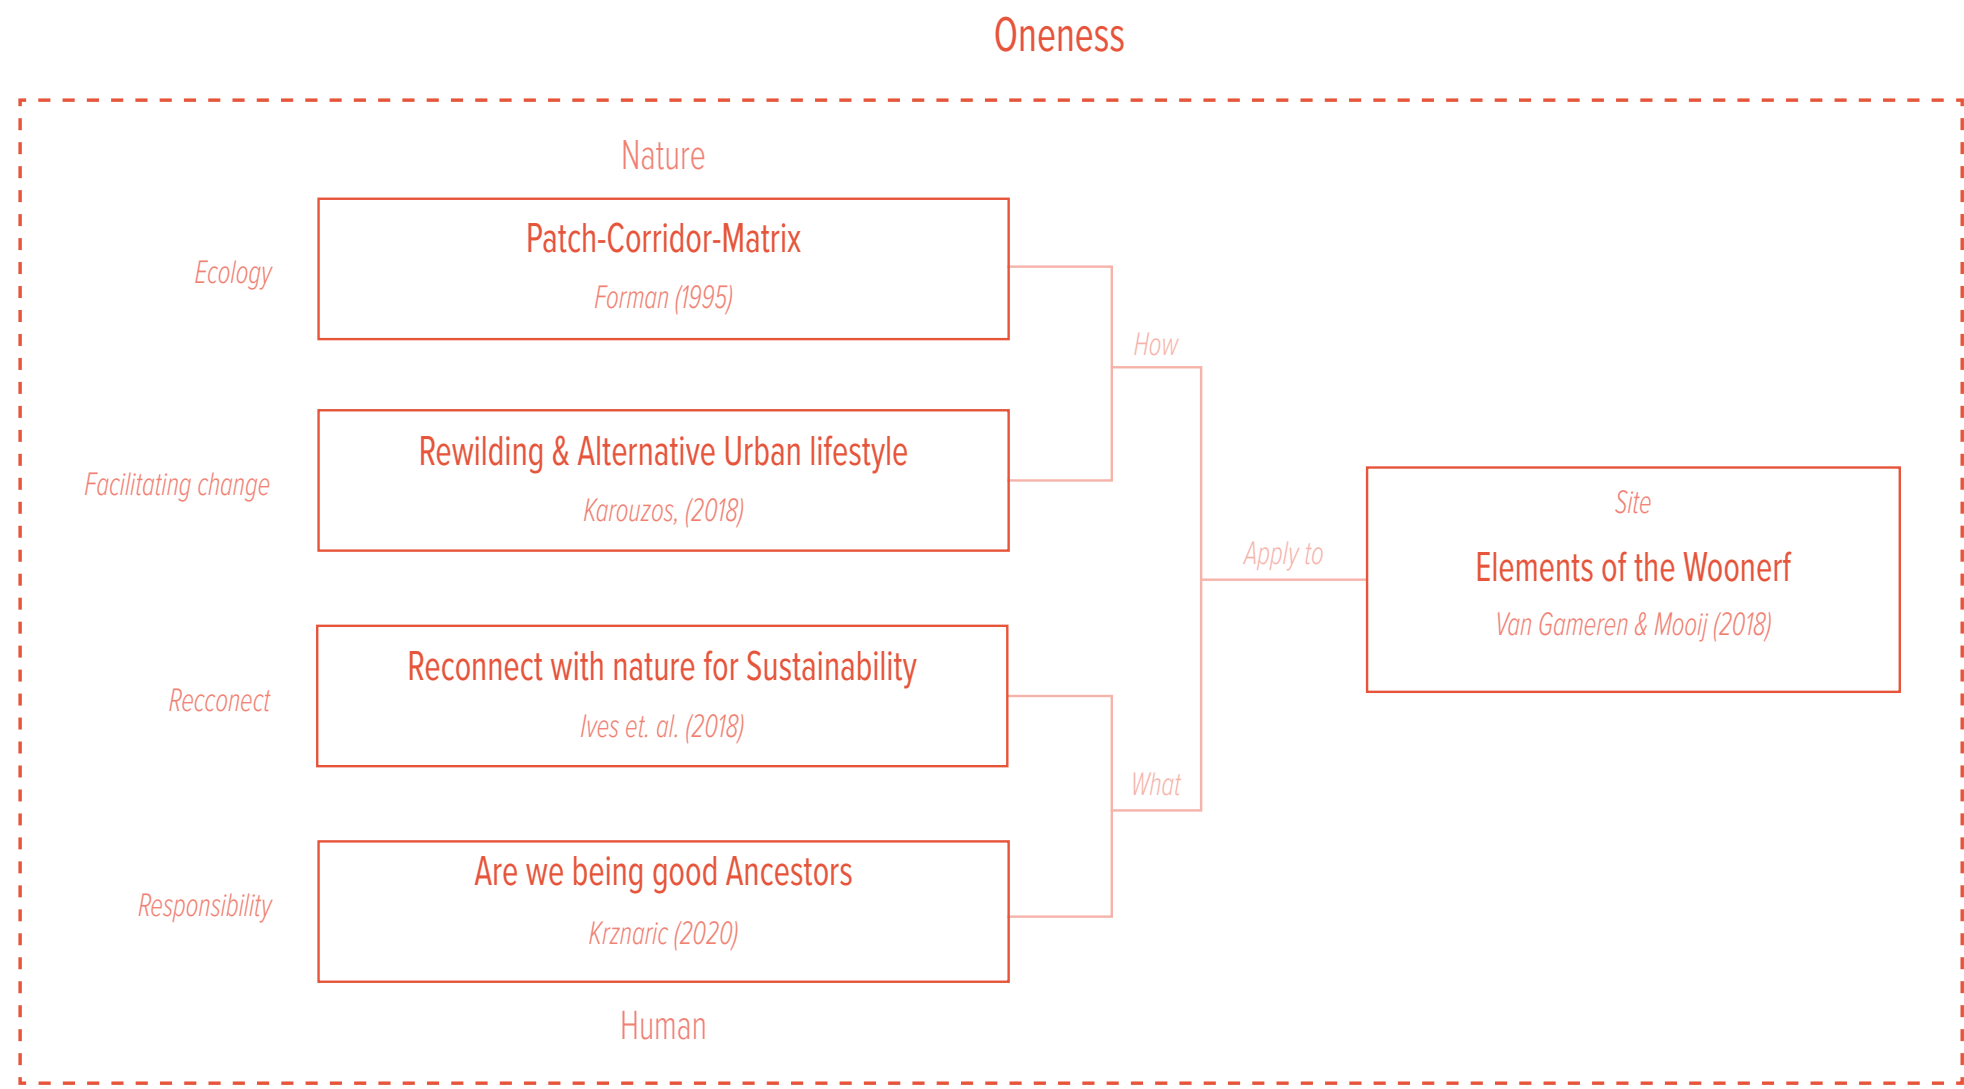 Oneness
Nature
Ecology
Patch-Corridor-Matrix
Forman (1995)
How
Facilitating change
Rewilding & Alternative Urban lifestyle
Karouzos, (2018)
Apply to
Site
Elements of the Woonerf
Van Gameren & Mooij (2018)
Recconect
Reconnect with nature for Sustainability
Ives et. al. (2018)
What
Responsibility
Are we being good Ancestors
Krznaric (2020)
Human